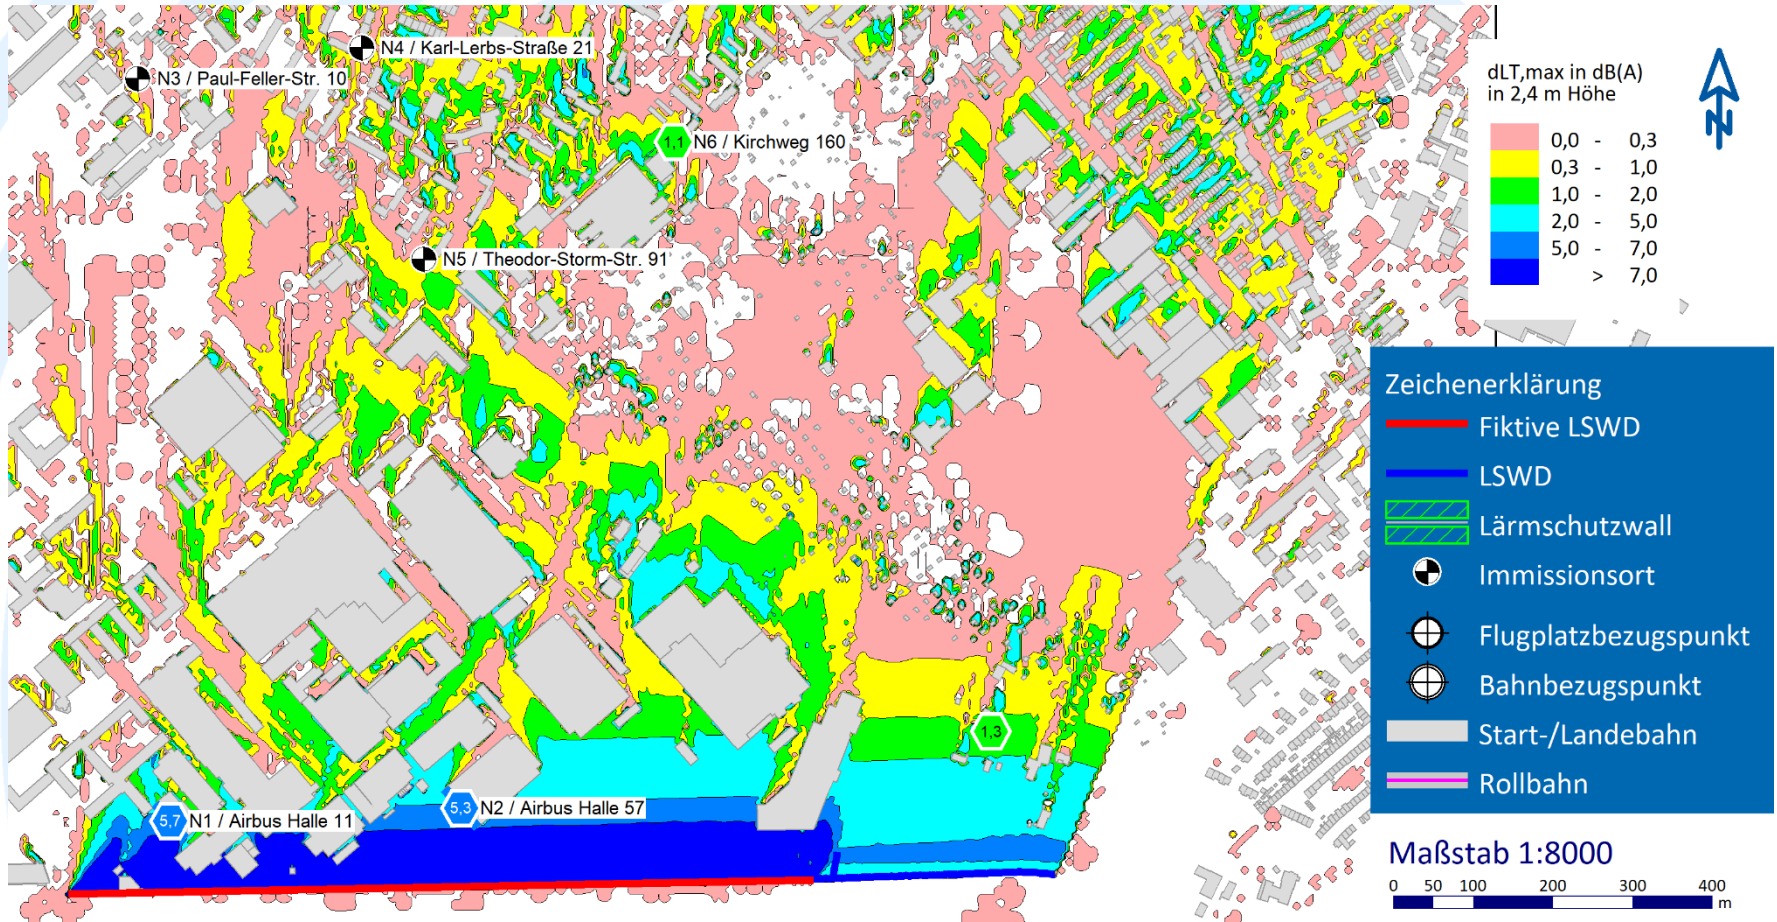 N4 / Karl-Lerbs-Straße 21
N3 / Paul-Feller-Str. 10
1,1 N6 / Kirchweg 160
N5 / Theodor-Storm-Str. 91
1,3
5,7 N1 / Airbus Halle 11
5,3 N2 / Airbus Halle 57
dLT,max in dB(A)
in 2,4 m Höhe
0,0 - 0,3
0,3 - 1,0
1,0 - 2,0
2,0 - 5,0
5,0 - 7,0
> 7,0
N
Zeichenerklärung
Fiktive LSWD
LSWD
Lärmschutzwall
Immissionsort
Flugplatzbezugspunkt
Bahnbezugspunkt
Start-/Landebahn
Rollbahn
Maßstab 1:8000
0 50 100 200 300 400
m